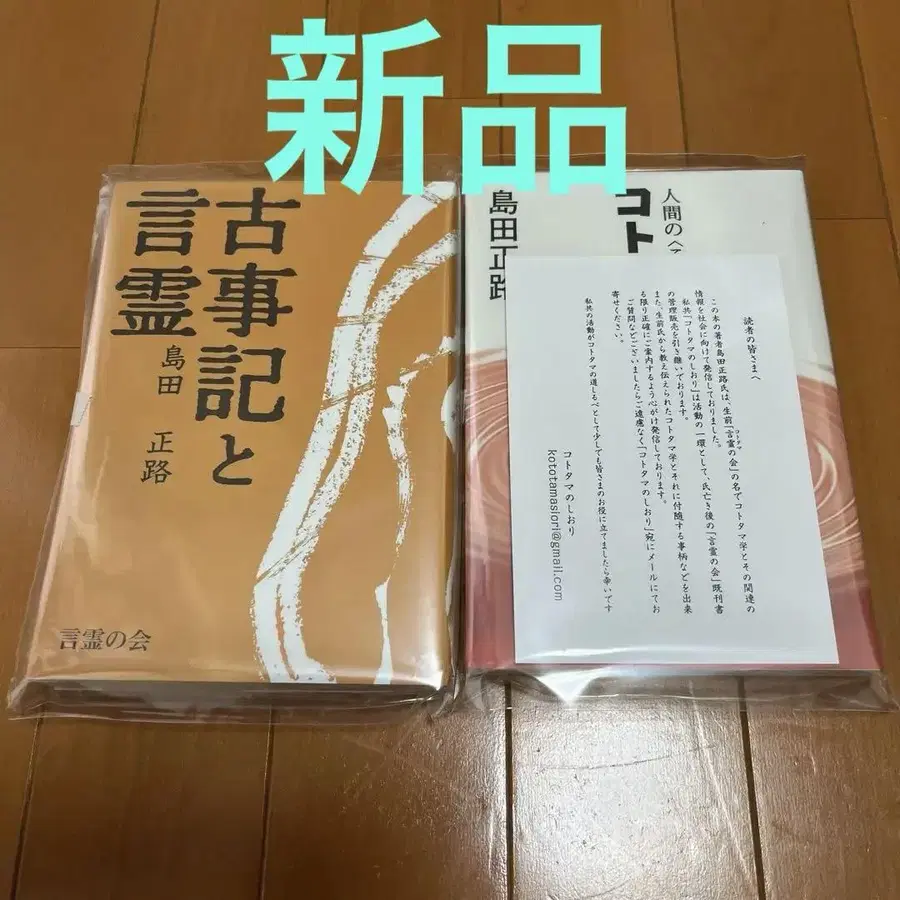 新品
古事記と
言霊
島田 正路
言霊の会
人間の〈
コト
島田正路
読者の皆さまへ
この本の著者島田正路氏は、生前「言霊の会」の名でコトタマ学とその関連の
コトタマ
情報を社会に向けて発信しておりました。
私共「コトタマのしおり」は活動の一環として、氏亡き後の「言霊の会」既刊書
の管理販売を引き継いでおります。
また、生前氏から教え伝えられたコトタマ学とそれに付随する事柄などを出来
る限り正確にご案内するよう心がけ発信しております。
ご質問などございましたらご遠慮なく「コトタマのしおり」宛にメールにてお
寄せください。
私共の活動がコトタマの道しるべとして少しでも皆さまのお役に立てましたら幸いです
コトタマのしおり
kototamasiori@gmail.com